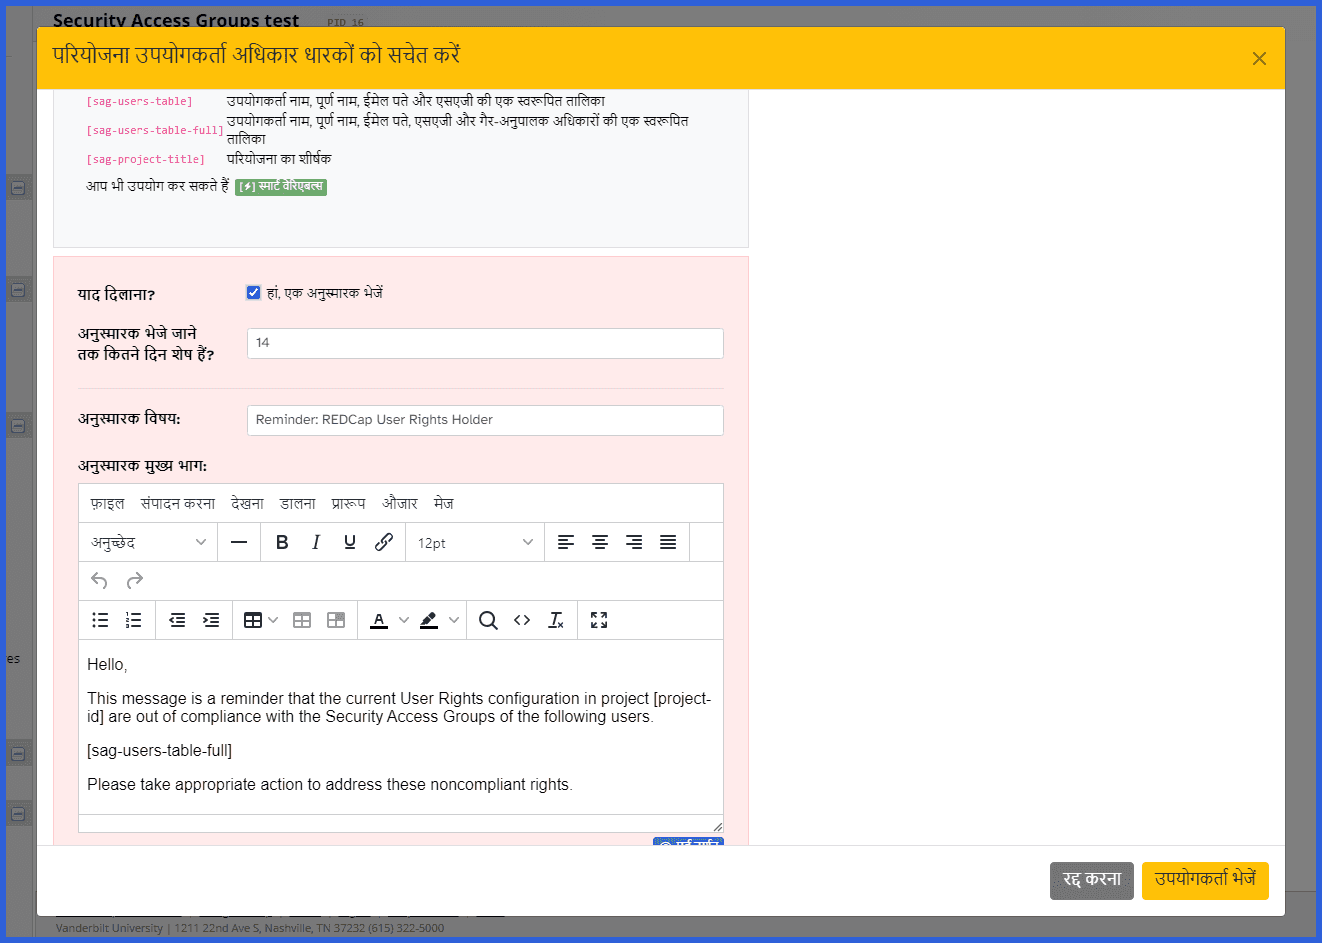 Security Access Groups test PID 16
परियोजना उपयोगकर्ता अधिकार धारकों को सचेत करें
[sag-users-table] उपयोगकर्ता नाम, पूर्ण नाम, ईमेल पते और एसएजी की एक स्वरूपित तालिका
[sag-users-table-full] उपयोगकर्ता नाम, पूर्ण नाम, ईमेल पते, एसएजी और गैर-अनुपालक अधिकारों की एक स्वरूपित
तालिका
[sag-project-title] परियोजना का शीर्षक
आप भी उपयोग कर सकते हैं [⚡] स्मार्ट वेरिएबल्स
याद दिलाना? हां, एक अनुस्मारक भेजें
अनुस्मारक भेजे जाने
तक कितने दिन शेष हैं?
14
अनुस्मारक विषय: Reminder: REDCap User Rights Holder
अनुस्मारक मुख्य भाग:
फ़ाइल संपादन करना देखना डालना प्रारूप औजार मेज
अनुच्छेद B I U 12pt
Hello,
This message is a reminder that the current User Rights configuration in project [project-
id] are out of compliance with the Security Access Groups of the following users.
[sag-users-table-full]
Please take appropriate action to address these noncompliant rights.
es
रद्द करना उपयोगकर्ता भेजें
Vanderbilt University | 1211 22nd Ave S, Nashville, TN 37232 (615) 322-5000